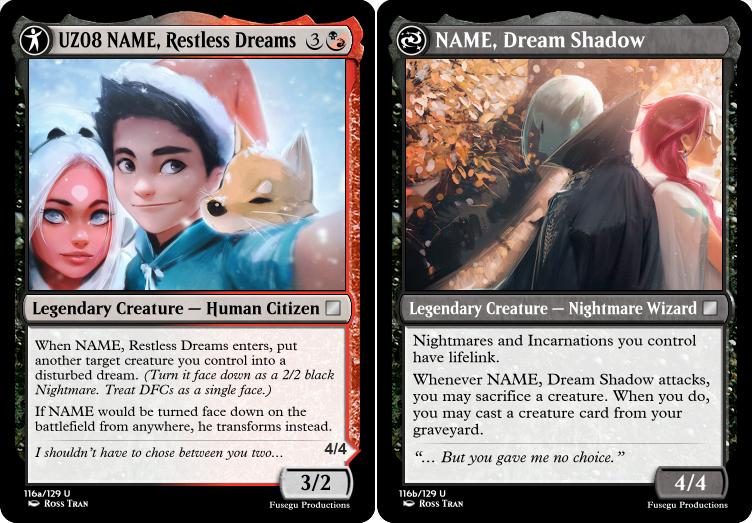 UZ08 NAME, Restless Dreams 3
Legendary Creature — Human Citizen
When NAME, Restless Dreams enters, put
another target creature you control into a
disturbed dream. (Turn it face down as a 2/2 black
Nightmare. Treat DFCs as a single face.)
If NAME would be turned face down on the
battlefield from anywhere, he transforms instead.
I shouldn't have to chose between you two...
4/4
3/2
116a/129 U
Ross Tran
Fusegu Productions
NAME, Dream Shadow
Legendary Creature — Nightmare Wizard
Nightmares and Incarnations you control
have lifelink.
Whenever NAME, Dream Shadow attacks,
you may sacrifice a creature. When you do,
you may cast a creature card from your
graveyard.
"... But you gave me no choice."
4/4
116b/129 U
Ross Tran
Fusegu Productions